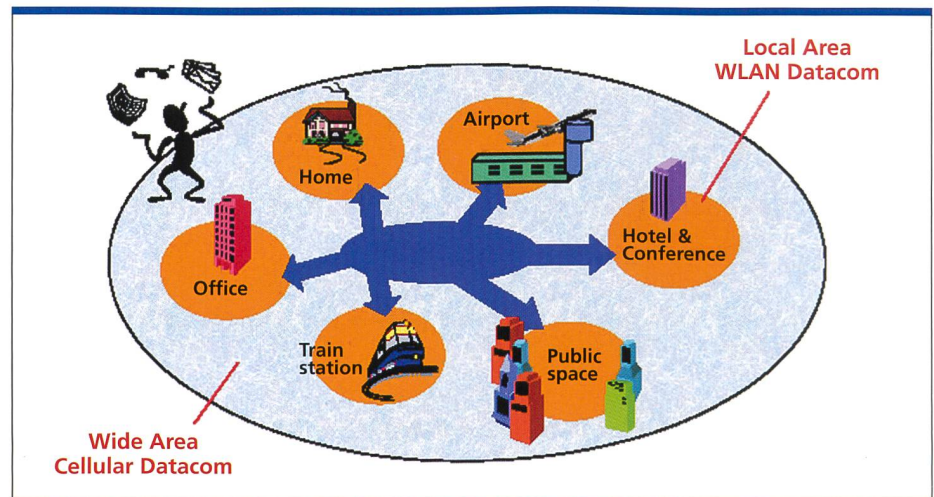 Local Area
WLAN Datacom
Airport
Home
Hotel &
Conference
Office
Train
station
Public
space
Wide Area
Cellular Datacom